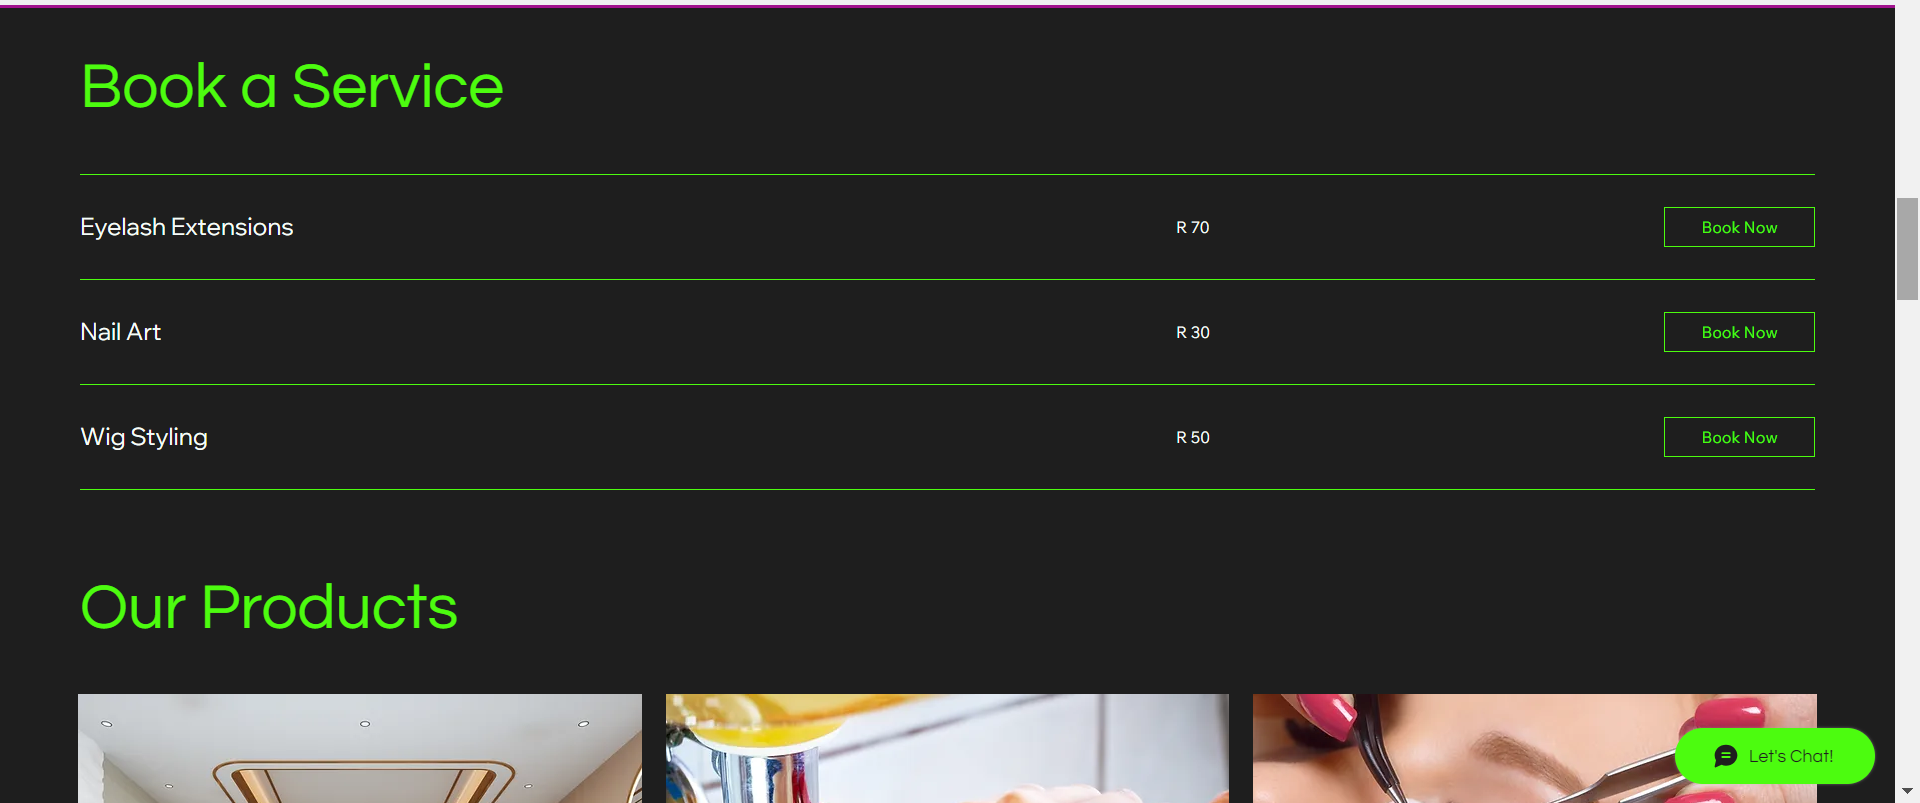 Book a Service
Eyelash Extensions R 70 Book Now
Nail Art R 30 Book Now
Wig Styling R 50 Book Now
Our Products
Let's Chat!